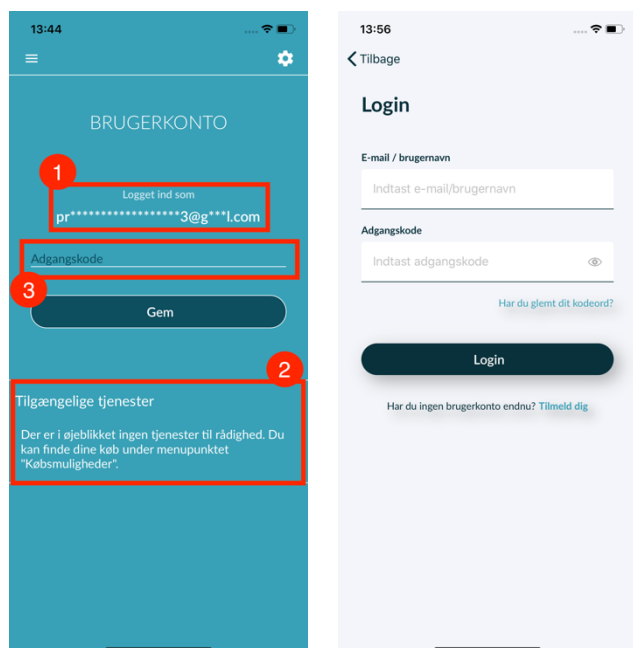 13:44
BRUGERKONTO
1
Logget ind som
pr******************3@g***l.com
Adgangskode
3
Gem
2
Tilgængelige tjenester
Der er i øjeblikket ingen tjenester til rådighed. Du
kan finde dine køb under menupunktet
"Købsmuligheder".
13:56
Tilbage
Login
E-mail / brugernavn
Indtast e-mail/brugernavn
Adgangskode
Indtast adgangskode
Har du glemt dit kodeord?
Login
Har du ingen brugerkonto endnu? Tilmeld dig